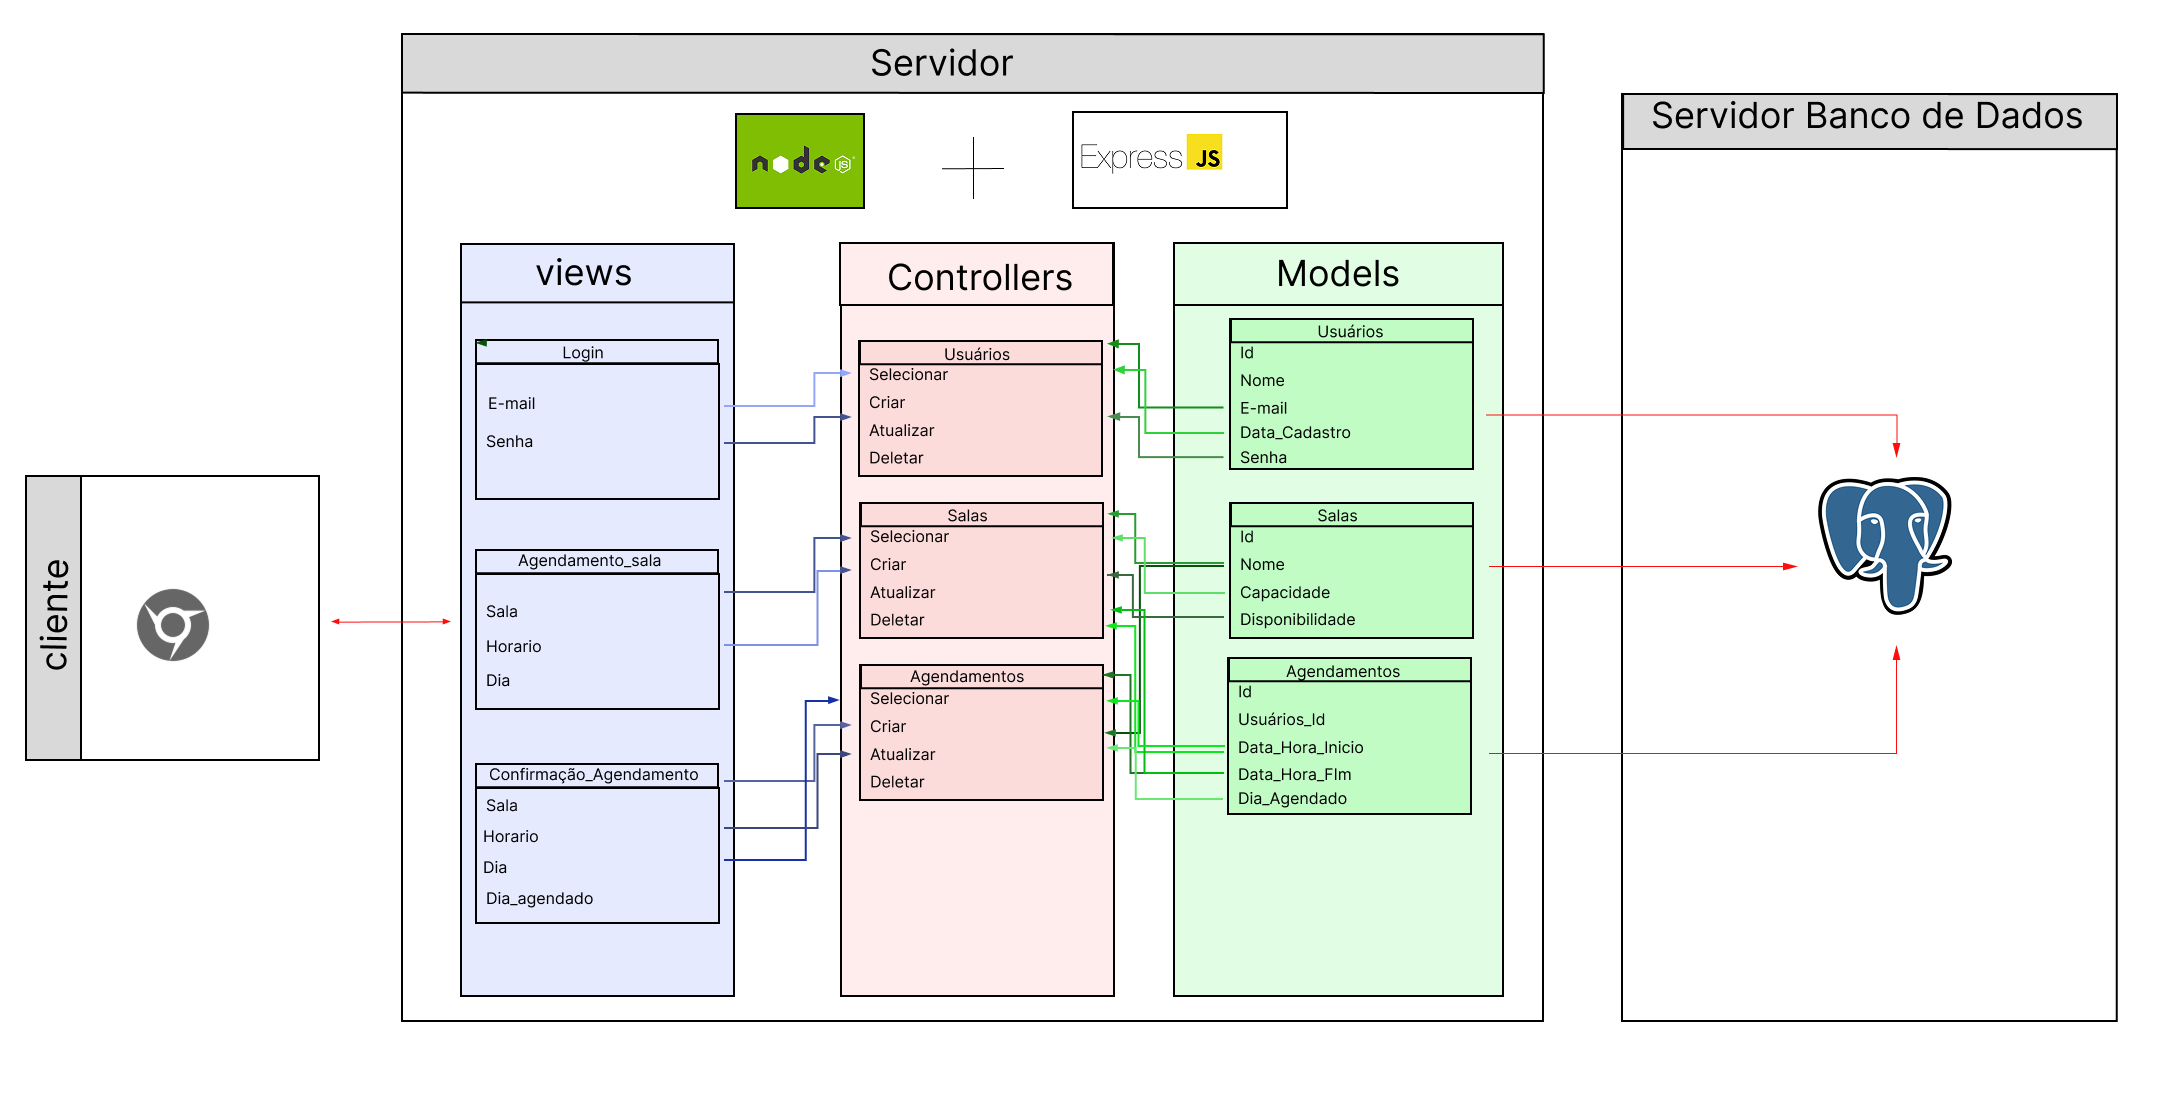 Servidor
node JS
Express JS
Servidor Banco de Dados
cliente
views
Login
E-mail
Senha
Agendamento_sala
Sala
Horario
Dia
Confirmação_Agendamento
Sala
Horario
Dia
Dia_agendado
Controllers
Usuários
Selecionar
Criar
Atualizar
Deletar
Salas
Selecionar
Criar
Atualizar
Deletar
Agendamentos
Selecionar
Criar
Atualizar
Deletar
Models
Usuários
Id
Nome
E-mail
Data_Cadastro
Senha
Salas
Id
Nome
Capacidade
Disponibilidade
Agendamentos
Id
Usuários_Id
Data_Hora_Inicio
Data_Hora_FIm
Dia_Agendado